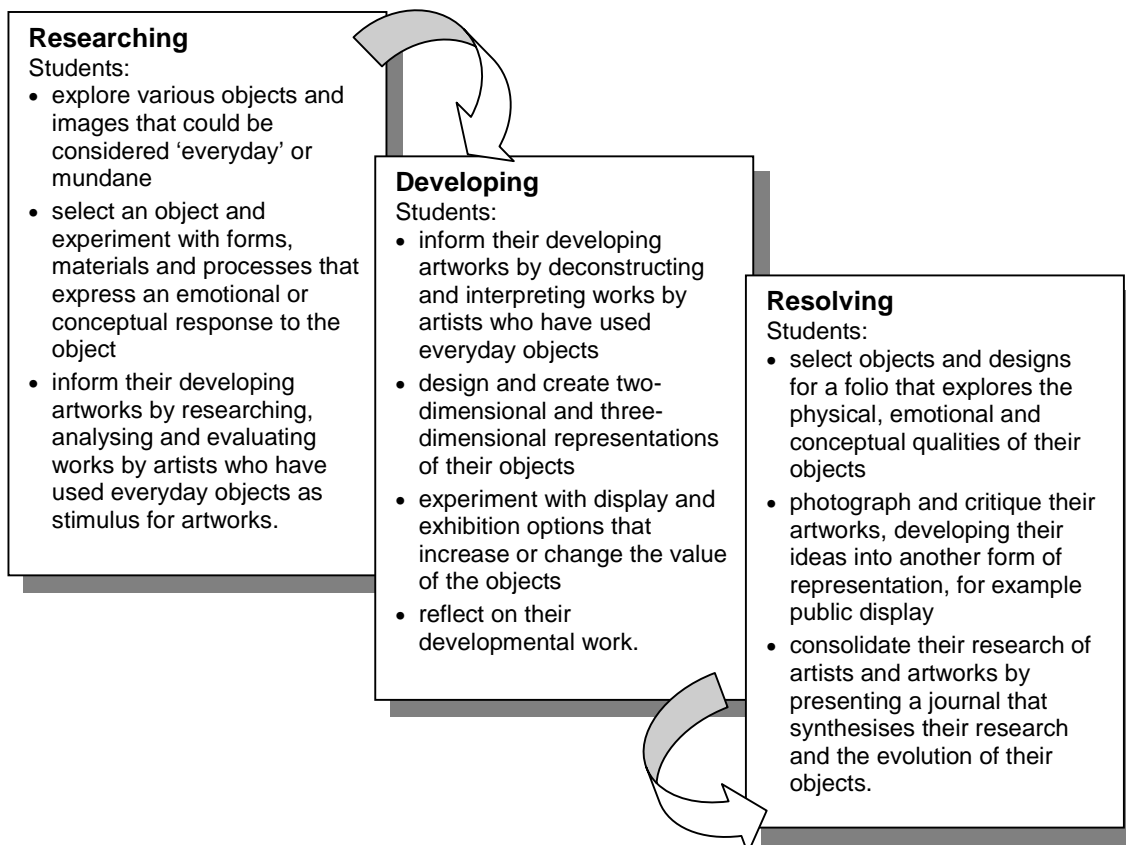 Researching
Students:
• explore various objects and
images that could be
considered ‘everyday’ or
mundane
• select an object and
experiment with forms,
materials and processes that
express an emotional or
conceptual response to the
object
• inform their developing
artworks by researching,
analysing and evaluating
works by artists who have
used everyday objects as
stimulus for artworks.
Developing
Students:
• inform their developing
artworks by deconstructing
and interpreting works by
artists who have used
everyday objects
• design and create two-
dimensional and three-
dimensional representations
of their objects
• experiment with display and
exhibition options that
increase or change the value
of the objects
• reflect on their
developmental work.
Resolving
Students:
• select objects and designs
for a folio that explores the
physical, emotional and
conceptual qualities of their
objects
• photograph and critique their
artworks, developing their
ideas into another form of
representation, for example
public display
• consolidate their research of
artists and artworks by
presenting a journal that
synthesises their research
and the evolution of their
objects.